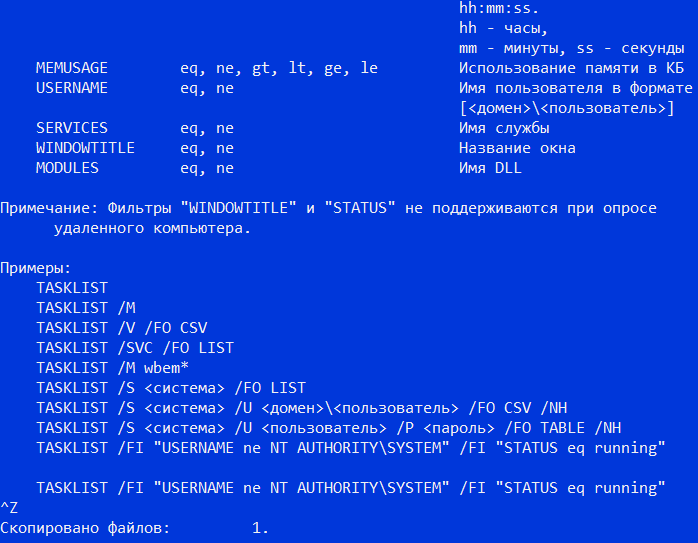 hh:mm:ss.
hh - часы,
mm - минуты, ss - секунды
MEMUSAGE eq, ne, gt, lt, ge, le Использование памяти в КБ
USERNAME eq, ne Имя пользователя в формате
[<домен>\<пользователь>]
SERVICES eq, ne Имя службы
WINDOWTITLE eq, ne Название окна
MODULES eq, ne Имя DLL
Примечание: Фильтры "WINDOWTITLE" и "STATUS" не поддерживаются при опросе
удаленного компьютера.
Примеры:
TASKLIST
TASKLIST /M
TASKLIST /V /FO CSV
TASKLIST /SVC /FO LIST
TASKLIST /M wbem*
TASKLIST /S <система> /FO LIST
TASKLIST /S <система> /U <домен>\<пользователь> /FO CSV /NH
TASKLIST /S <система> /U <пользователь> /P <пароль> /FO TABLE /NH
TASKLIST /FI "USERNAME ne NT AUTHORITY\SYSTEM" /FI "STATUS eq running"
TASKLIST /FI "USERNAME ne NT AUTHORITY\SYSTEM" /FI "STATUS eq running"
^Z
Скопировано файлов: 1.